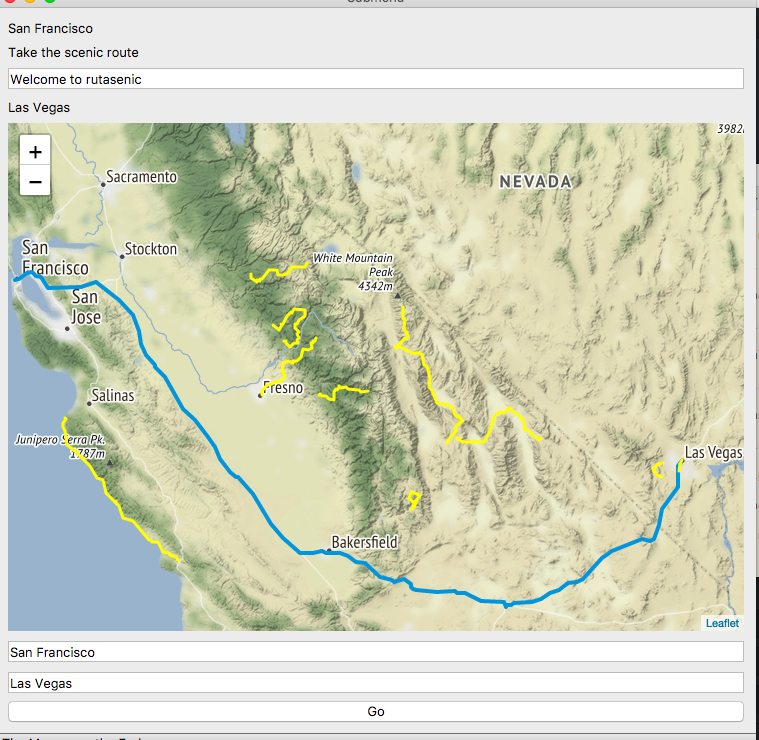 San Francisco
Take the scenic route
Welcome to rutasenic
Las Vegas
3982
+
−
Sacramento
NEVADA
Stockton
San
Francisco
White Mountain
Peak
4342m
San
Jose
Fresno
Salinas
Junipero Serra Pk.
1787m
Las Vegas
Bakersfield
Leaflet
San Francisco
Las Vegas
Go